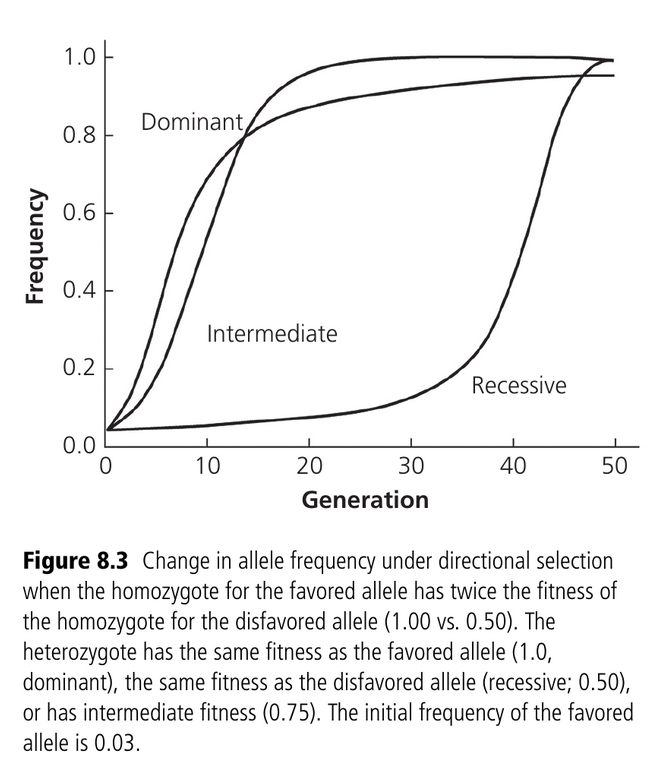 1.0
0.8
0.6
0.4
0.2
0.0
Frequency
Dominant
Intermediate
Recessive
0 10 20 30 40 50
Generation
Figure 8.3 Change in allele frequency under directional selection
when the homozygote for the favored allele has twice the fitness of
the homozygote for the disfavored allele (1.00 vs. 0.50). The
heterozygote has the same fitness as the favored allele (1.0,
dominant), the same fitness as the disfavored allele (recessive; 0.50),
or has intermediate fitness (0.75). The initial frequency of the favored
allele is 0.03.